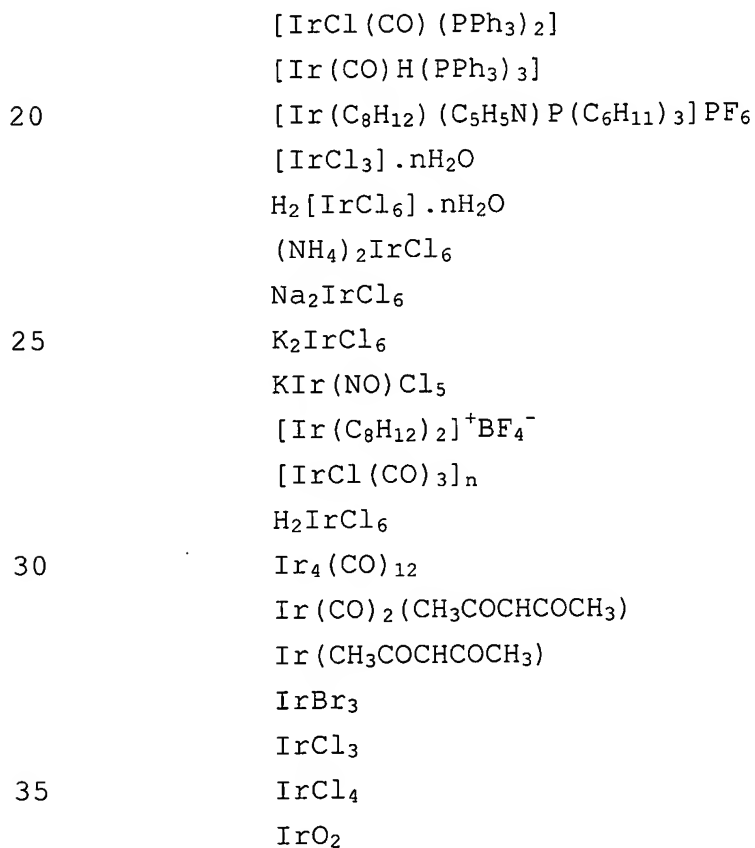 [IrCl(CO)(PPh₃)₂]
[Ir(CO)H(PPh₃)₃]
20 [Ir(C₈H₁₂)(C₅H₅N)P(C₆H₁₁)₃]PF₆
[IrCl₃].nH₂O
H₂[IrCl₆].nH₂O
(NH₄)₂IrCl₆
Na₂IrCl₆
25 K₂IrCl₆
KIr(NO)Cl₅
[Ir(C₈H₁₂)₂]⁺BF₄⁻
[IrCl(CO)₃]ₙ
H₂IrCl₆
30 Ir₄(CO)₁₂
Ir(CO)₂(CH₃COCHCOCH₃)
Ir(CH₃COCHCOCH₃)
IrBr₃
IrCl₃
35 IrCl₄
IrO₂